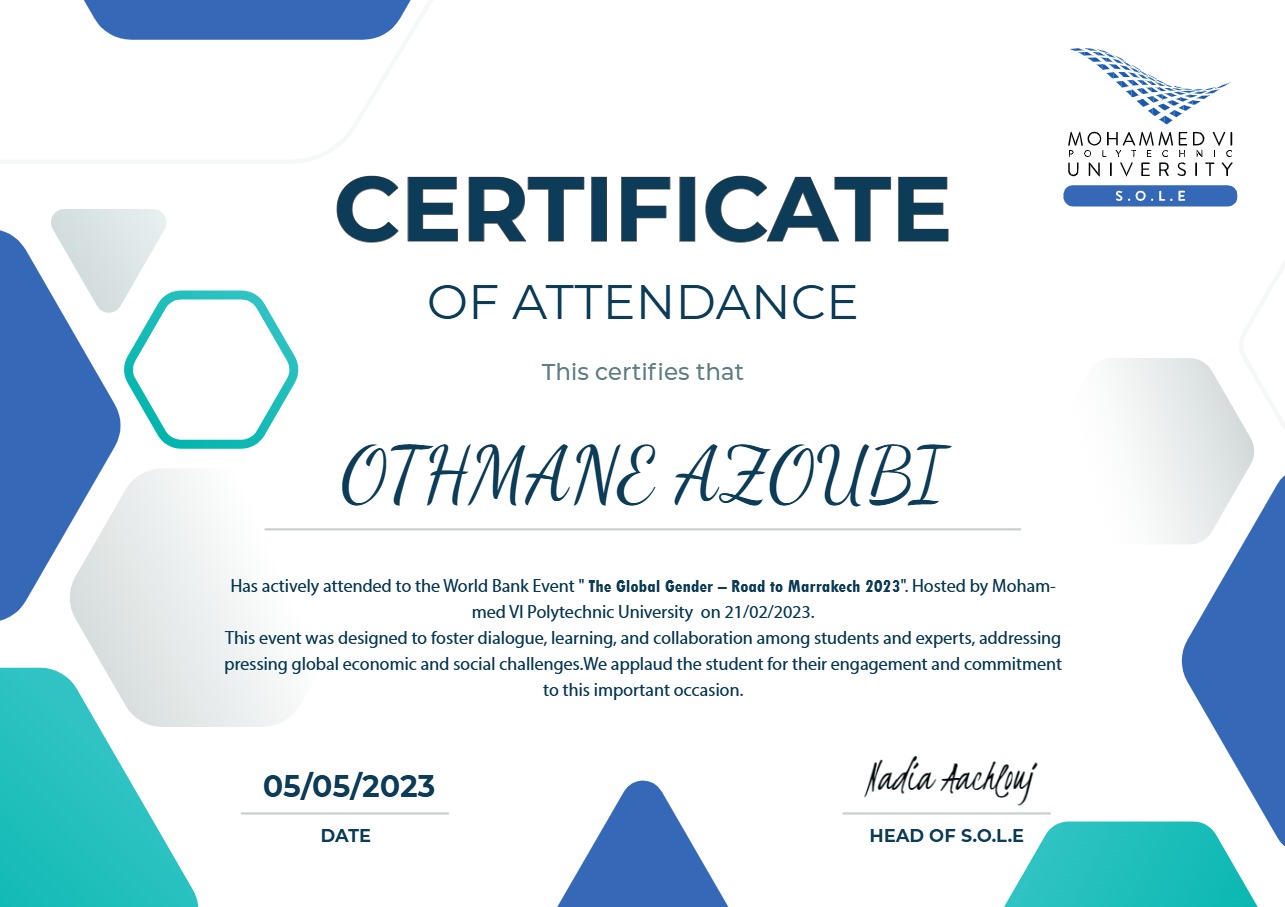 MOHAMMED VI
POLYTECHNIC
UNIVERSITY
S.O.L.E
CERTIFICATE
OF ATTENDANCE
This certifies that
OTHMANE AZOUBI
Has actively attended to the World Bank Event " The Global Gender – Road to Marrakech 2023". Hosted by Moham-
med VI Polytechnic University  on 21/02/2023.
This event was designed to foster dialogue, learning, and collaboration among students and experts, addressing
pressing global economic and social challenges.We applaud the student for their engagement and commitment
to this important occasion.
05/05/2023
DATE
Nadia Aachlouj
HEAD OF S.O.L.E